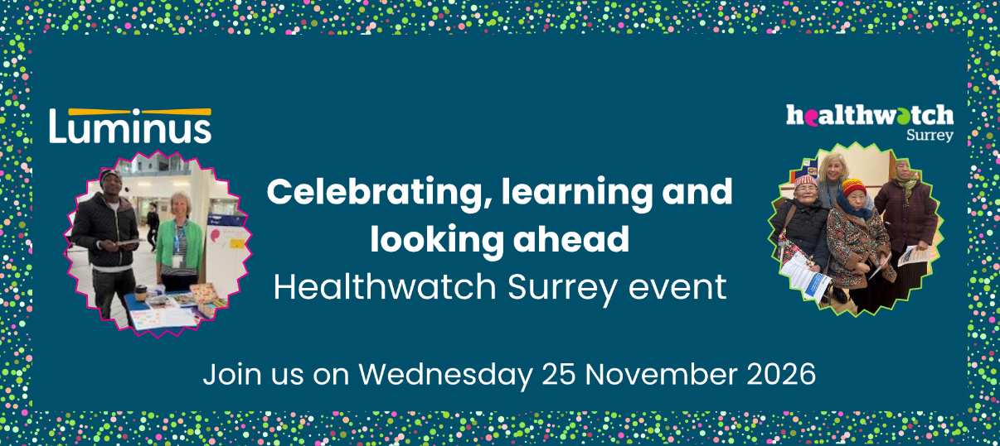 Luminus
healthwatch
Surrey
Celebrating, learning and
looking ahead
Healthwatch Surrey event
Join us on Wednesday 25 November 2026